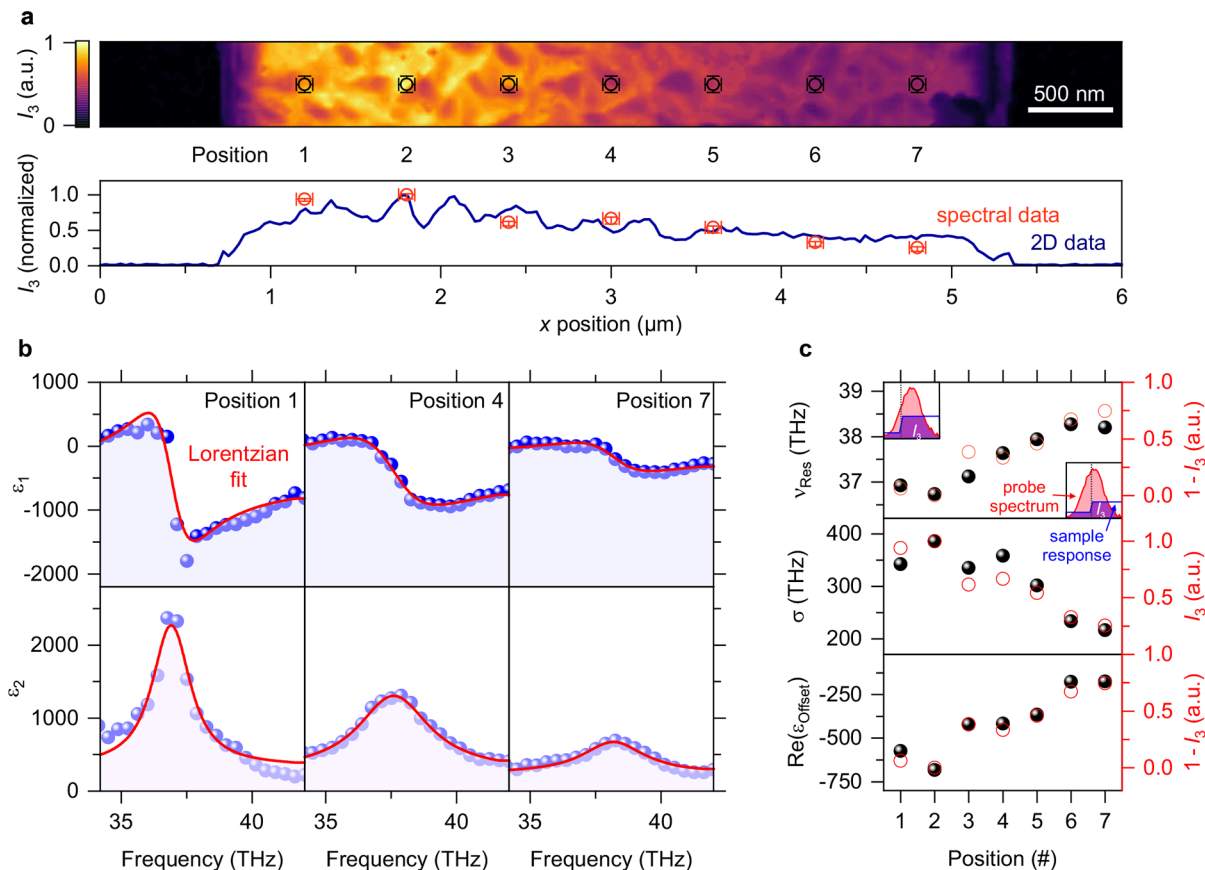 a
I₃ (a.u.)
1
0
500 nm
Position 1 2 3 4 5 6 7
I₃ (normalized)
1.0
0.5
0.0
spectral data
2D data
0 1 2 3 4 5 6
x position (µm)
b
ε₁
1000
0
-1000
-2000
Position 1
Position 4
Position 7
Lorentzian
fit
ε₂
2000
1000
0
35 40 35 40 35 40
Frequency (THz) Frequency (THz) Frequency (THz)
c
νRes (THz)
39
38
37
I₃
probe
spectrum
I₃
sample
response
1.0
0.5
0.0
1 - I₃ (a.u.)
σ (THz)
400
300
200
1.0
0.5
0.0
I₃ (a.u.)
Re(εOffset)
-250
-500
-750
1.0
0.5
0.0
1 - I₃ (a.u.)
1 2 3 4 5 6 7
Position (#)